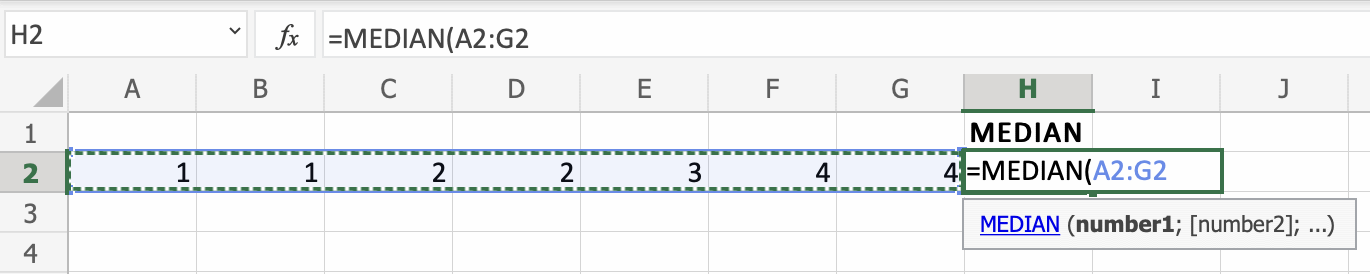 H2 fx =MEDIAN(A2:G2
A B C D E F G H I J
1 MEDIAN
2 1 1 2 2 3 4 4 =MEDIAN(A2:G2
3 MEDIAN (number1; [number2]; ...)
4